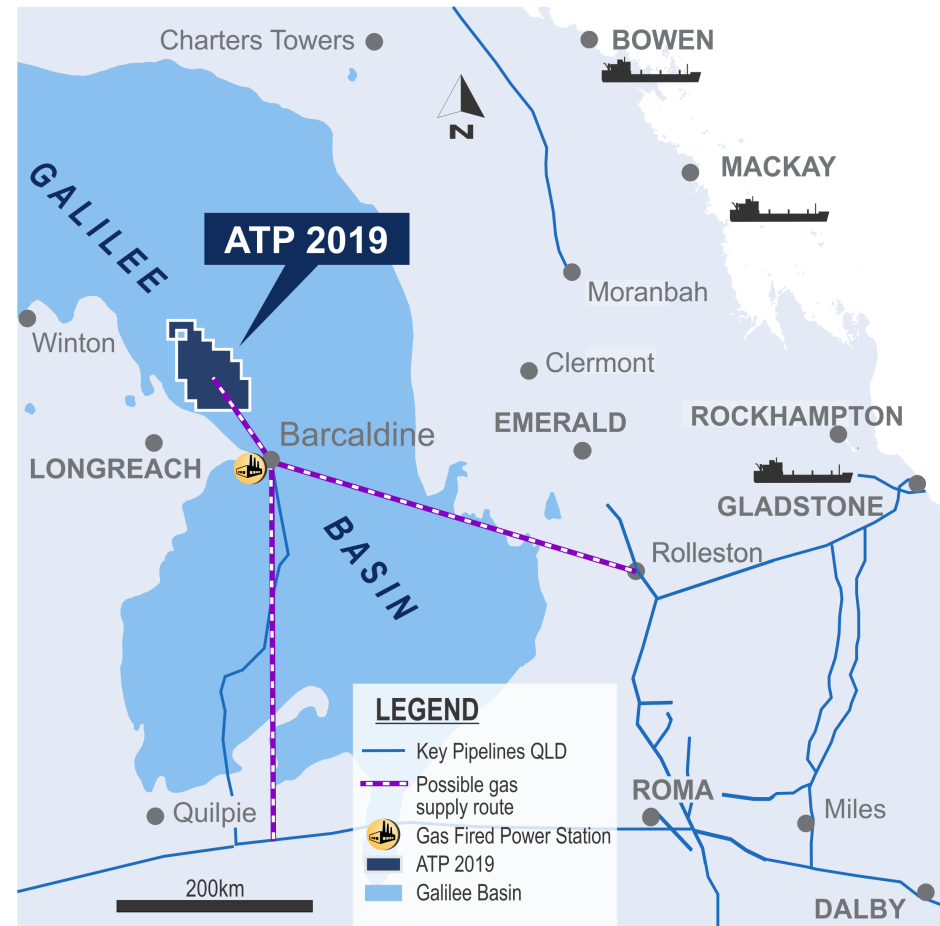 Charters Towers
BOWEN
N
MACKAY
GALILEE
ATP 2019
Moranbah
Winton
Clermont
ROCKHAMPTON
EMERALD
Barcaldine
LONGREACH
GLADSTONE
BASIN
Rolleston
LEGEND
Key Pipelines QLD
Possible gas
supply route
Gas Fired Power Station
ATP 2019
Galilee Basin
ROMA
Quilpie
Miles
200km
DALBY